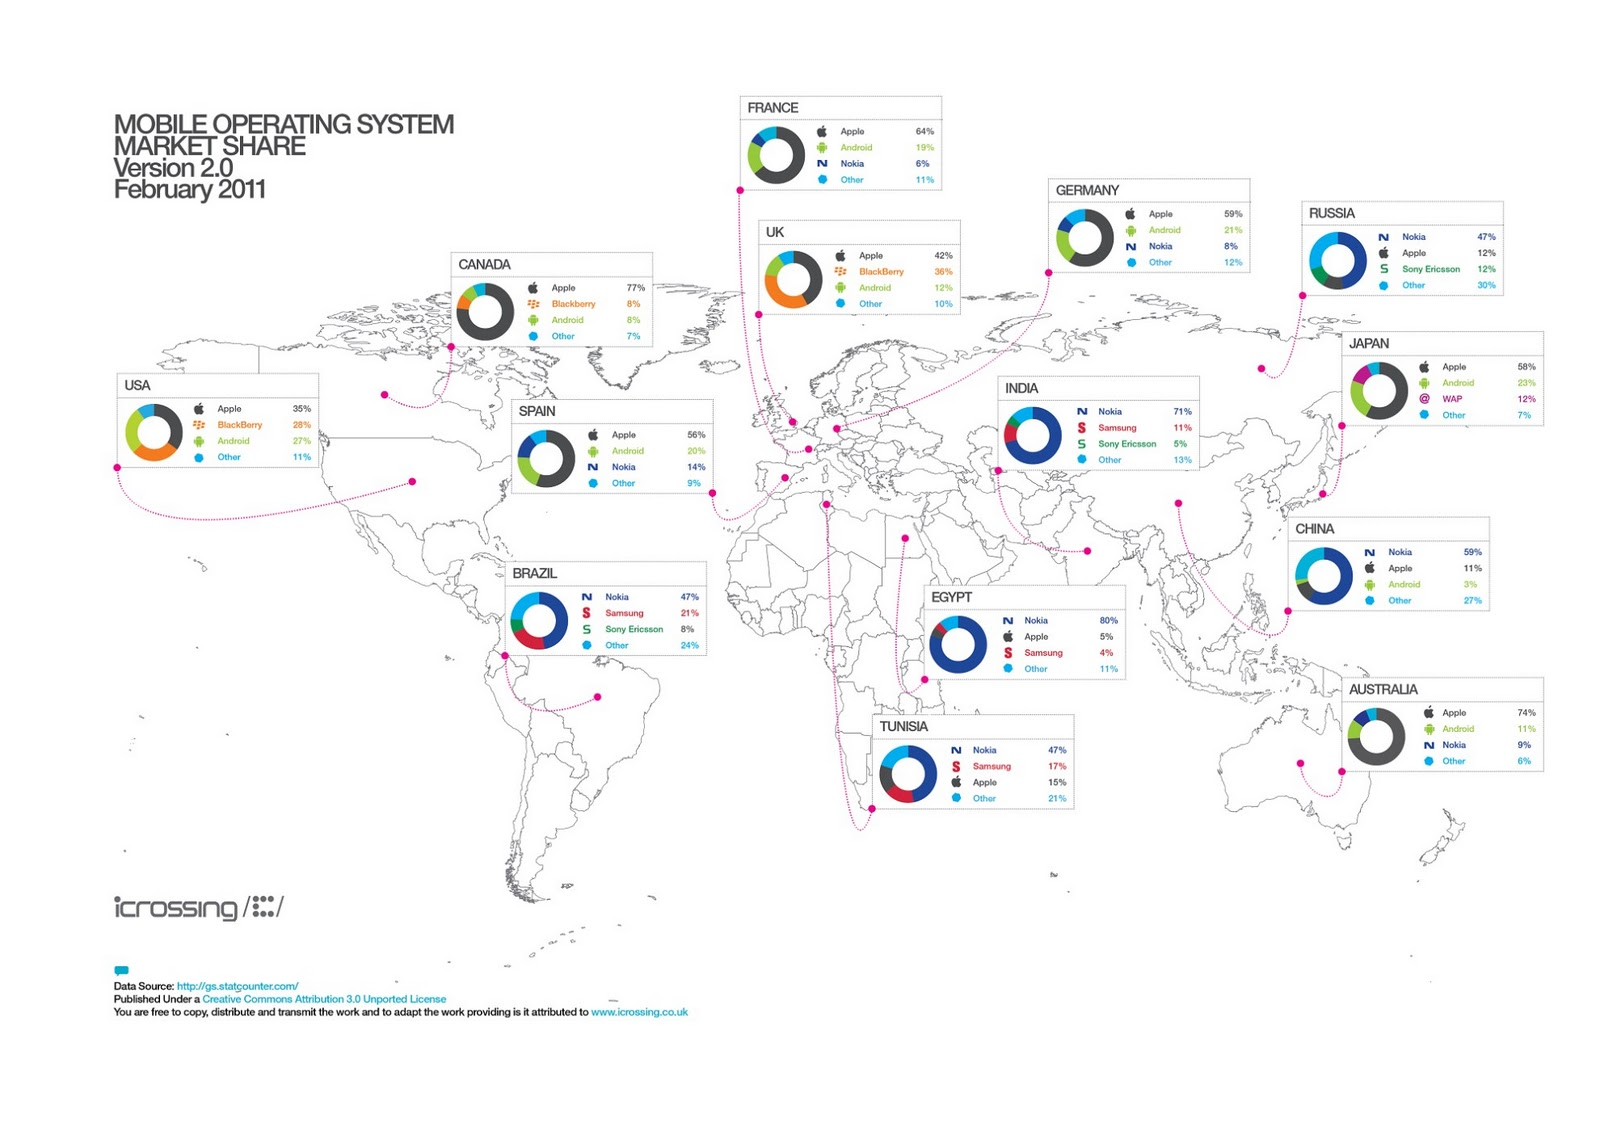 MOBILE OPERATING SYSTEM
MARKET SHARE
Version 2.0
February 2011
FRANCE
Apple 64%
Android 19%
Nokia 6%
Other 11%
GERMANY
Apple 59%
Android 21%
Nokia 8%
Other 12%
RUSSIA
Nokia 47%
Apple 12%
Sony Ericsson 12%
Other 30%
UK
Apple 42%
BlackBerry 36%
Android 12%
Other 10%
CANADA
Apple 77%
Blackberry 8%
Android 8%
Other 7%
JAPAN
Apple 58%
Android 23%
@ WAP 12%
Other 7%
USA
Apple 35%
BlackBerry 28%
Android 27%
Other 11%
INDIA
Nokia 71%
Samsung 11%
Sony Ericsson 5%
Other 13%
SPAIN
Apple 56%
Android 20%
Nokia 14%
Other 9%
CHINA
Nokia 59%
Apple 11%
Android 3%
Other 27%
BRAZIL
Nokia 47%
Samsung 21%
Sony Ericsson 8%
Other 24%
EGYPT
Nokia 80%
Apple 5%
Samsung 4%
Other 11%
AUSTRALIA
Apple 74%
Android 11%
Nokia 9%
Other 6%
TUNISIA
Nokia 47%
Samsung 17%
Apple 15%
Other 21%
icrossing
Data Source: http://gs.statcounter.com/
Published Under a Creative Commons Attribution 3.0 Unported License
You are free to copy, distribute and transmit the work and to adapt the work providing is it attributed to www.icrossing.co.uk